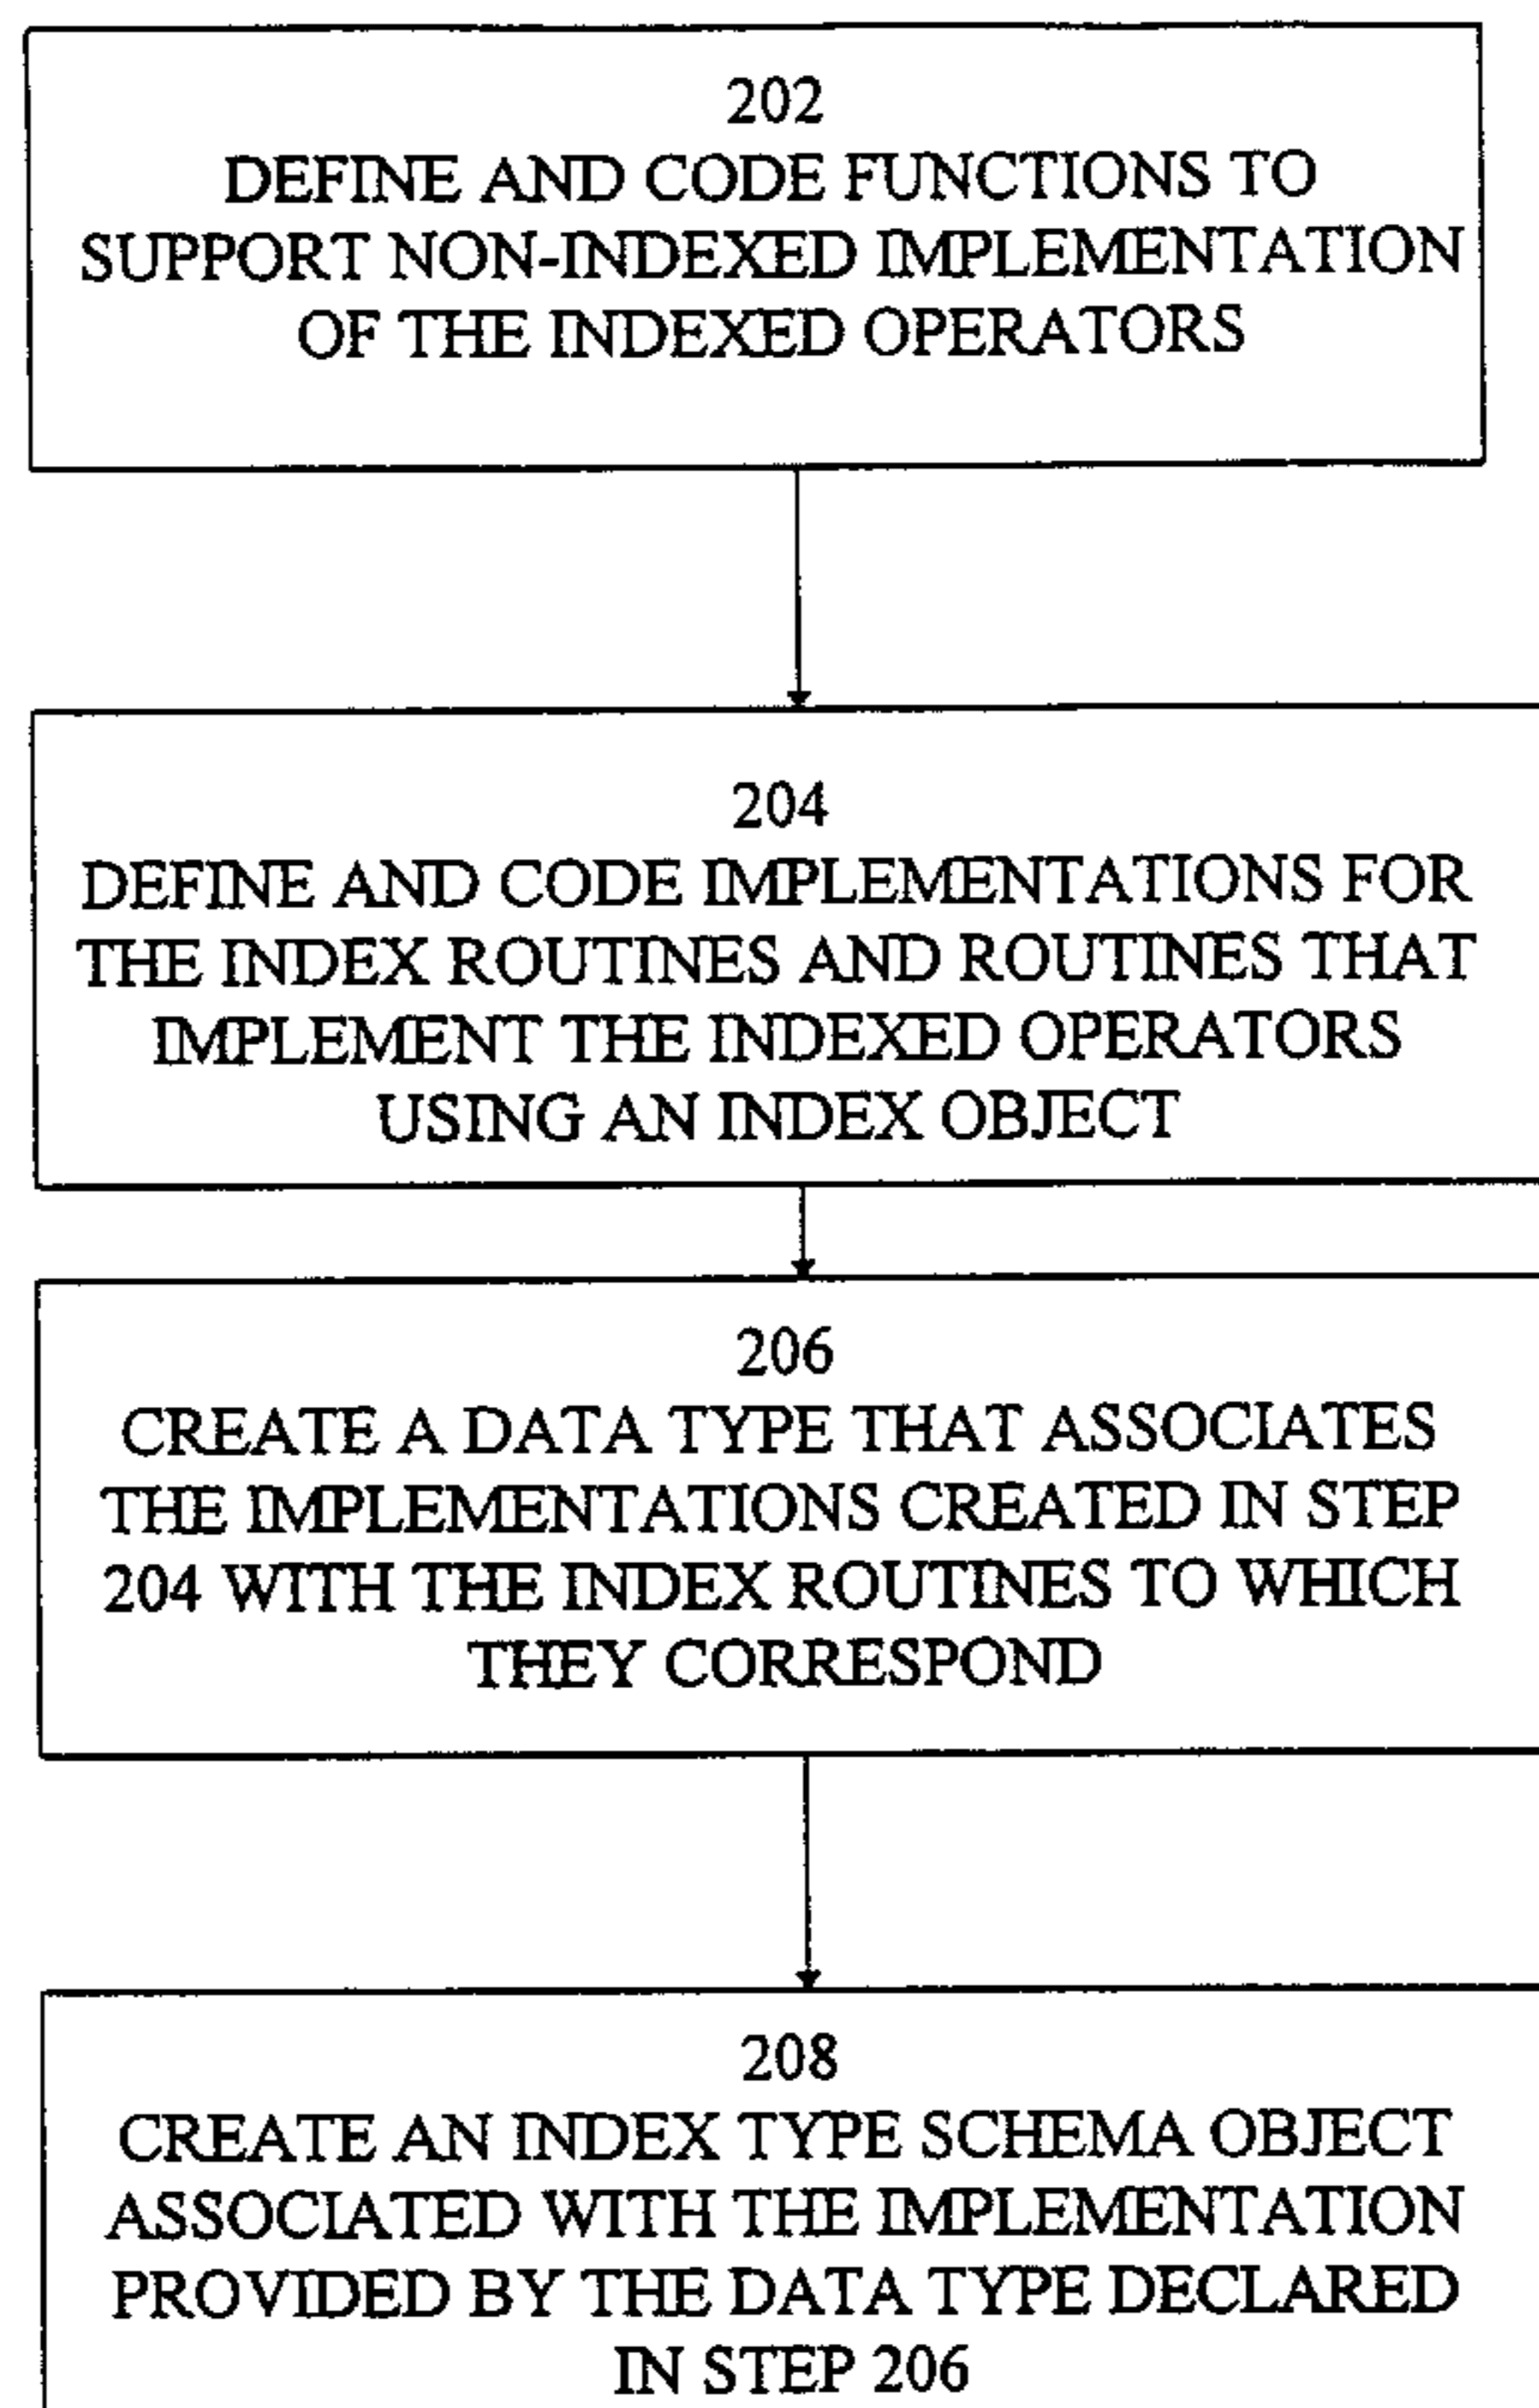 202
DEFINE AND CODE FUNCTIONS TO
SUPPORT NON-INDEXED IMPLEMENTATION
OF THE INDEXED OPERATORS
204
DEFINE AND CODE IMPLEMENTATIONS FOR
THE INDEX ROUTINES AND ROUTINES THAT
IMPLEMENT THE INDEXED OPERATORS
USING AN INDEX OBJECT
206
CREATE A DATA TYPE THAT ASSOCIATES
THE IMPLEMENTATIONS CREATED IN STEP
204 WITH THE INDEX ROUTINES TO WHICH
THEY CORRESPOND
208
CREATE AN INDEX TYPE SCHEMA OBJECT
ASSOCIATED WITH THE IMPLEMENTATION
PROVIDED BY THE DATA TYPE DECLARED
IN STEP 206